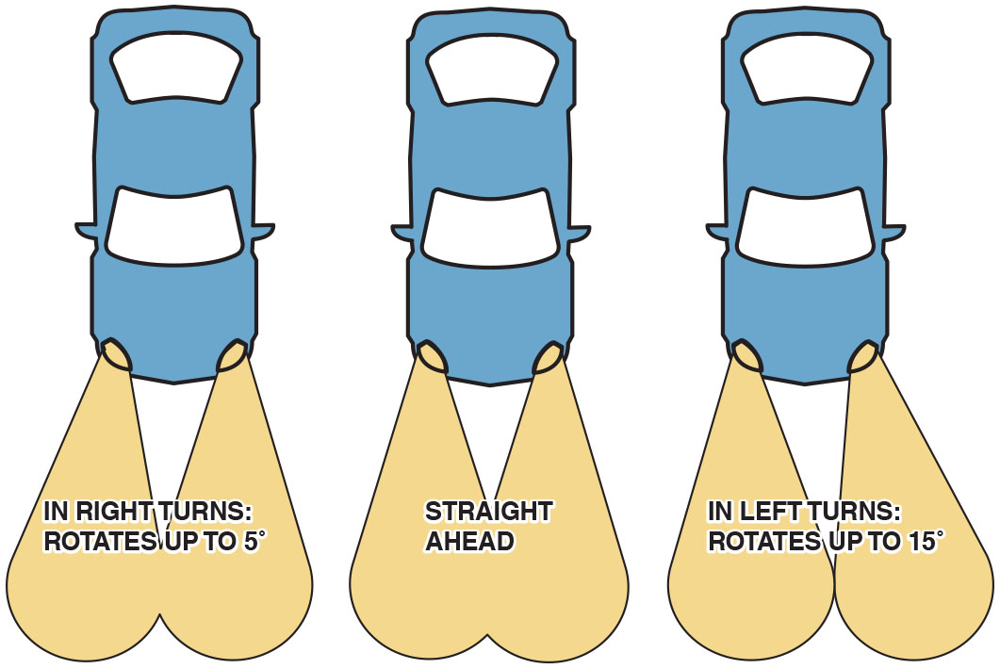 IN RIGHT TURNS:
ROTATES UP TO 5°
STRAIGHT
AHEAD
IN LEFT TURNS:
ROTATES UP TO 15°